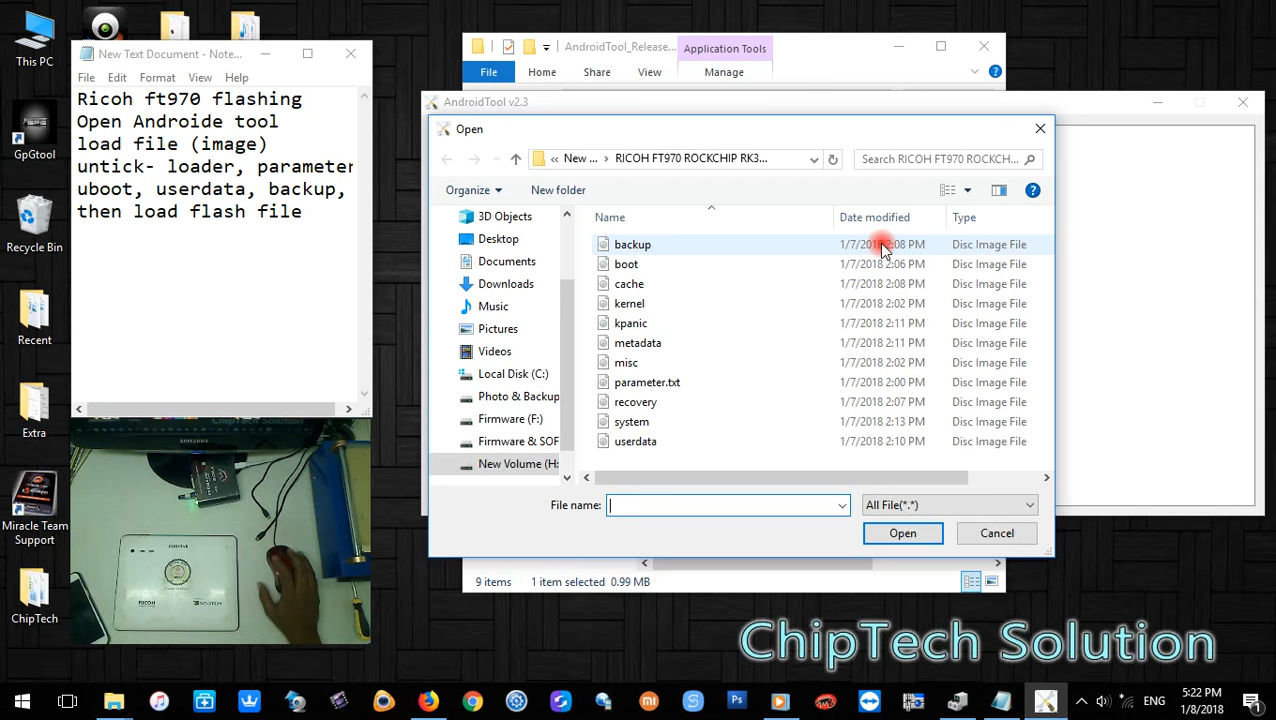 This PC
New Text Document - Note...
File Edit Format View Help
Ricoh ft970 flashing
Open Androide tool
load file (image)
untick- loader, parameter
uboot, userdata, backup,
then load flash file
GpGtool
Recycle Bin
Recent
Extra
Miracle Team
Support
ChipTech
AndroidTool_Release...
Application Tools
File Home Share View Manage
AndroidTool v2.3
Open
« New ... › RICOH FT970 ROCKCHIP RK3...
Search RICOH FT970 ROCKCH...
Organize New folder
3D Objects
Desktop
Documents
Downloads
Music
Pictures
Videos
Local Disk (C:)
Photo & Backup
Firmware (F:)
Firmware & SOF
New Volume (H:
Name Date modified Type
backup 1/7/2018 2:08 PM Disc Image File
boot 1/7/2018 2:06 PM Disc Image File
cache 1/7/2018 2:08 PM Disc Image File
kernel 1/7/2018 2:02 PM Disc Image File
kpanic 1/7/2018 2:11 PM Disc Image File
metadata 1/7/2018 2:11 PM Disc Image File
misc 1/7/2018 2:02 PM Disc Image File
parameter.txt 1/7/2018 2:00 PM Disc Image File
recovery 1/7/2018 2:07 PM Disc Image File
system 1/7/2018 2:13 PM Disc Image File
userdata 1/7/2018 2:10 PM Disc Image File
File name: All File(*.*)
Open Cancel
9 items 1 item selected 0.99 MB
SAMSUNG
RICOH
ChipTech Solution
ENG
5:22 PM
1/8/2018